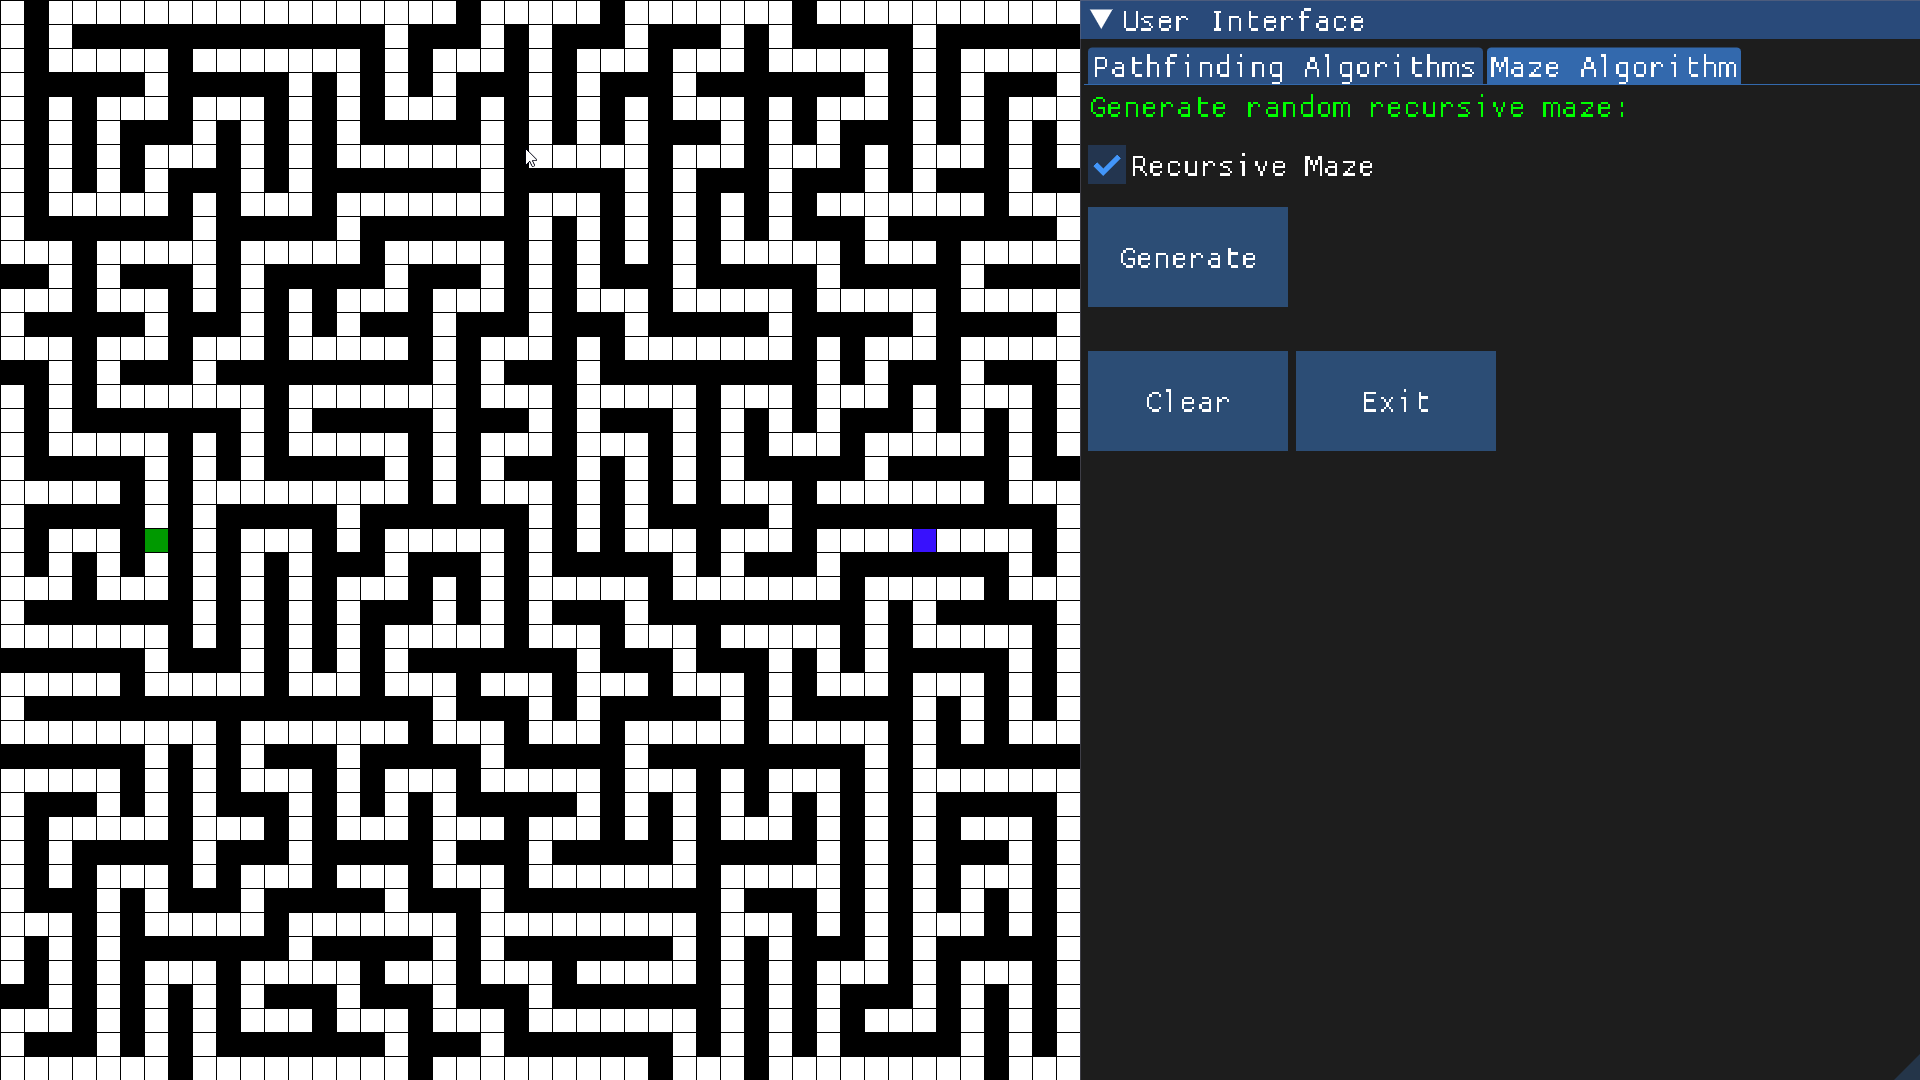 User Interface
Pathfinding Algorithms Maze Algorithm
Generate random recursive maze:
Recursive Maze
Generate
Clear Exit